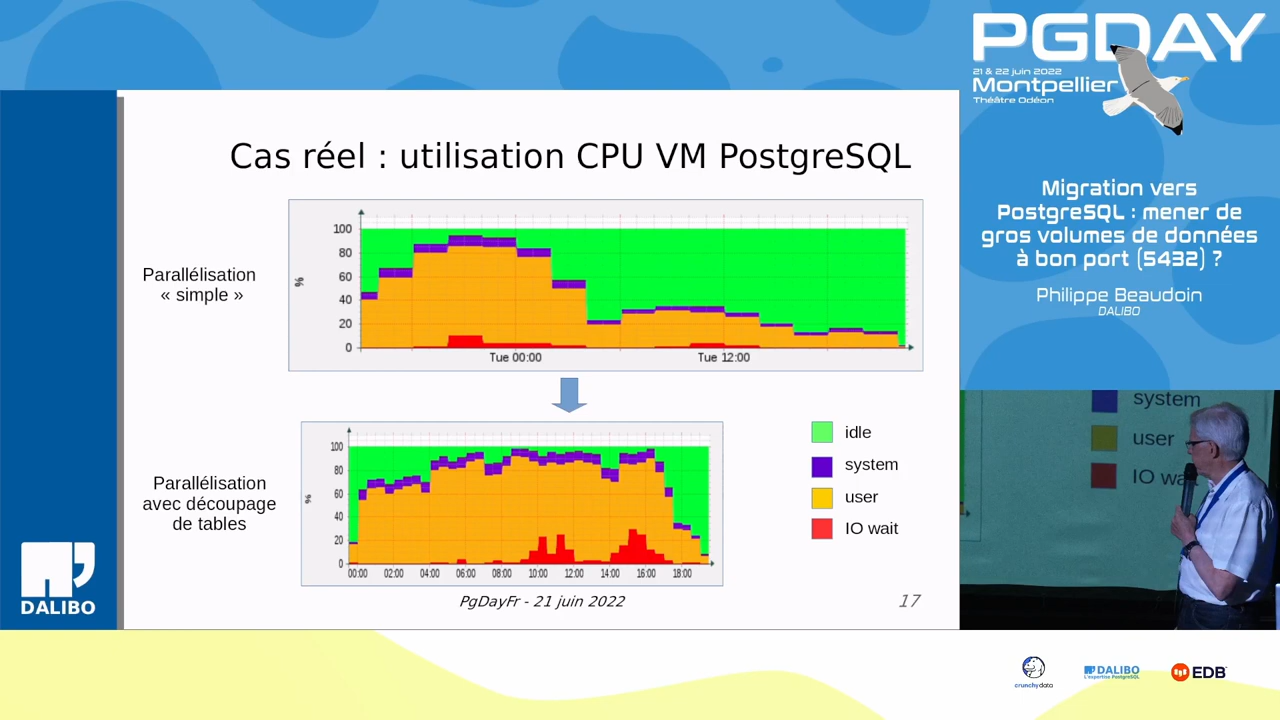 PGDAY
21 & 22 juin 2022
Montpellier
Théâtre Odéon
Migration vers
PostgreSQL : mener de
gros volumes de données
à bon port (5432) ?
Philippe Beaudoin
DALIBO
Cas réel : utilisation CPU VM PostgreSQL
Parallélisation
« simple »
%
100
80
60
40
20
0
Tue 00:00
Tue 12:00
Parallélisation
avec découpage
de tables
%
100
80
60
40
20
0
00:00 02:00 04:00 06:00 08:00 10:00 12:00 14:00 16:00 18:00
idle
system
user
IO wait
PgDayFr - 21 juin 2022
17
DALIBO
system
user
IO wait
crunchydata
DALIBO
L'expertise PostgreSQL
EDB